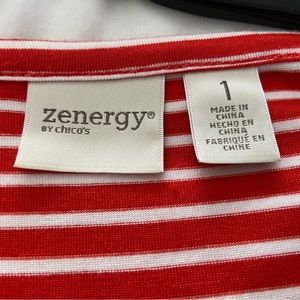 zenergy®
BY chico's
1
MADE IN
CHINA
HECHO EN
CHINA
FABRIQUÉ EN
CHINE